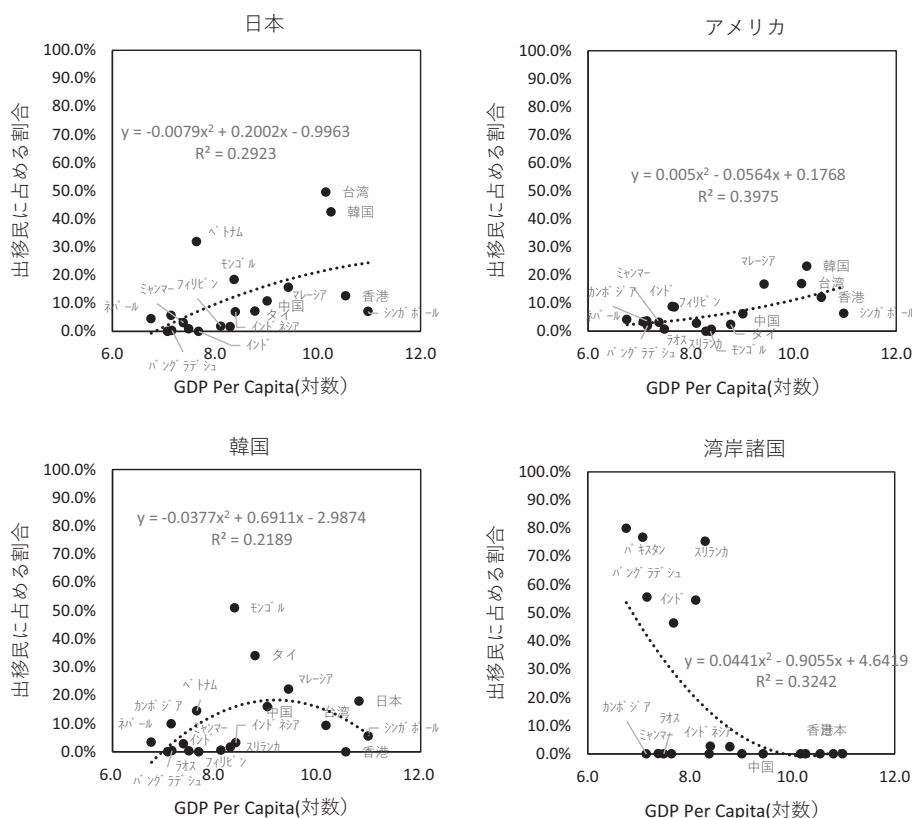 日本
出移民に占める割合
100.0%
90.0%
80.0%
70.0%
60.0%
50.0%
40.0%
30.0%
20.0%
10.0%
0.0%
y = -0.0079x² + 0.2002x - 0.9963
R² = 0.2923
台湾
韓国
ベトナム
モンゴル
ミャンマー
フィリピン
ネパール
マレーシア
中国
香港
タイ
シンガポール
インドネシア
インド
バングラデシュ
6.0 8.0 10.0 12.0
GDP Per Capita(対数)
アメリカ
出移民に占める割合
100.0%
90.0%
80.0%
70.0%
60.0%
50.0%
40.0%
30.0%
20.0%
10.0%
0.0%
y = 0.005x² - 0.0564x + 0.1768
R² = 0.3975
マレーシア
韓国
ミャンマー
台湾
カンボジア
インド
フィリピン
香港
ネパール
中国
シンガポール
タイ
バングラデシュ
ラオス
スリランカ
モンゴル
6.0 8.0 10.0 12.0
GDP Per Capita(対数)
韓国
出移民に占める割合
100.0%
90.0%
80.0%
70.0%
60.0%
50.0%
40.0%
30.0%
20.0%
10.0%
0.0%
y = -0.0377x² + 0.6911x - 2.9874
R² = 0.2189
モンゴル
タイ
マレーシア
ベトナム
カンボジア
日本
ネパール
中国
インドネシア
台湾
シンガポール
ミャンマー
インド
スリランカ
ラオス
フィリピン
香港
バングラデシュ
6.0 8.0 10.0 12.0
GDP Per Capita(対数)
湾岸諸国
出移民に占める割合
100.0%
90.0%
80.0%
70.0%
60.0%
50.0%
40.0%
30.0%
20.0%
10.0%
0.0%
パキスタン
スリランカ
バングラデシュ
インド
y = 0.0441x² - 0.9055x + 4.6419
R² = 0.3242
カンボジア
ラオス
ミャンマー
インドネシア
香港
日本
中国
6.0 8.0 10.0 12.0
GDP Per Capita(対数)